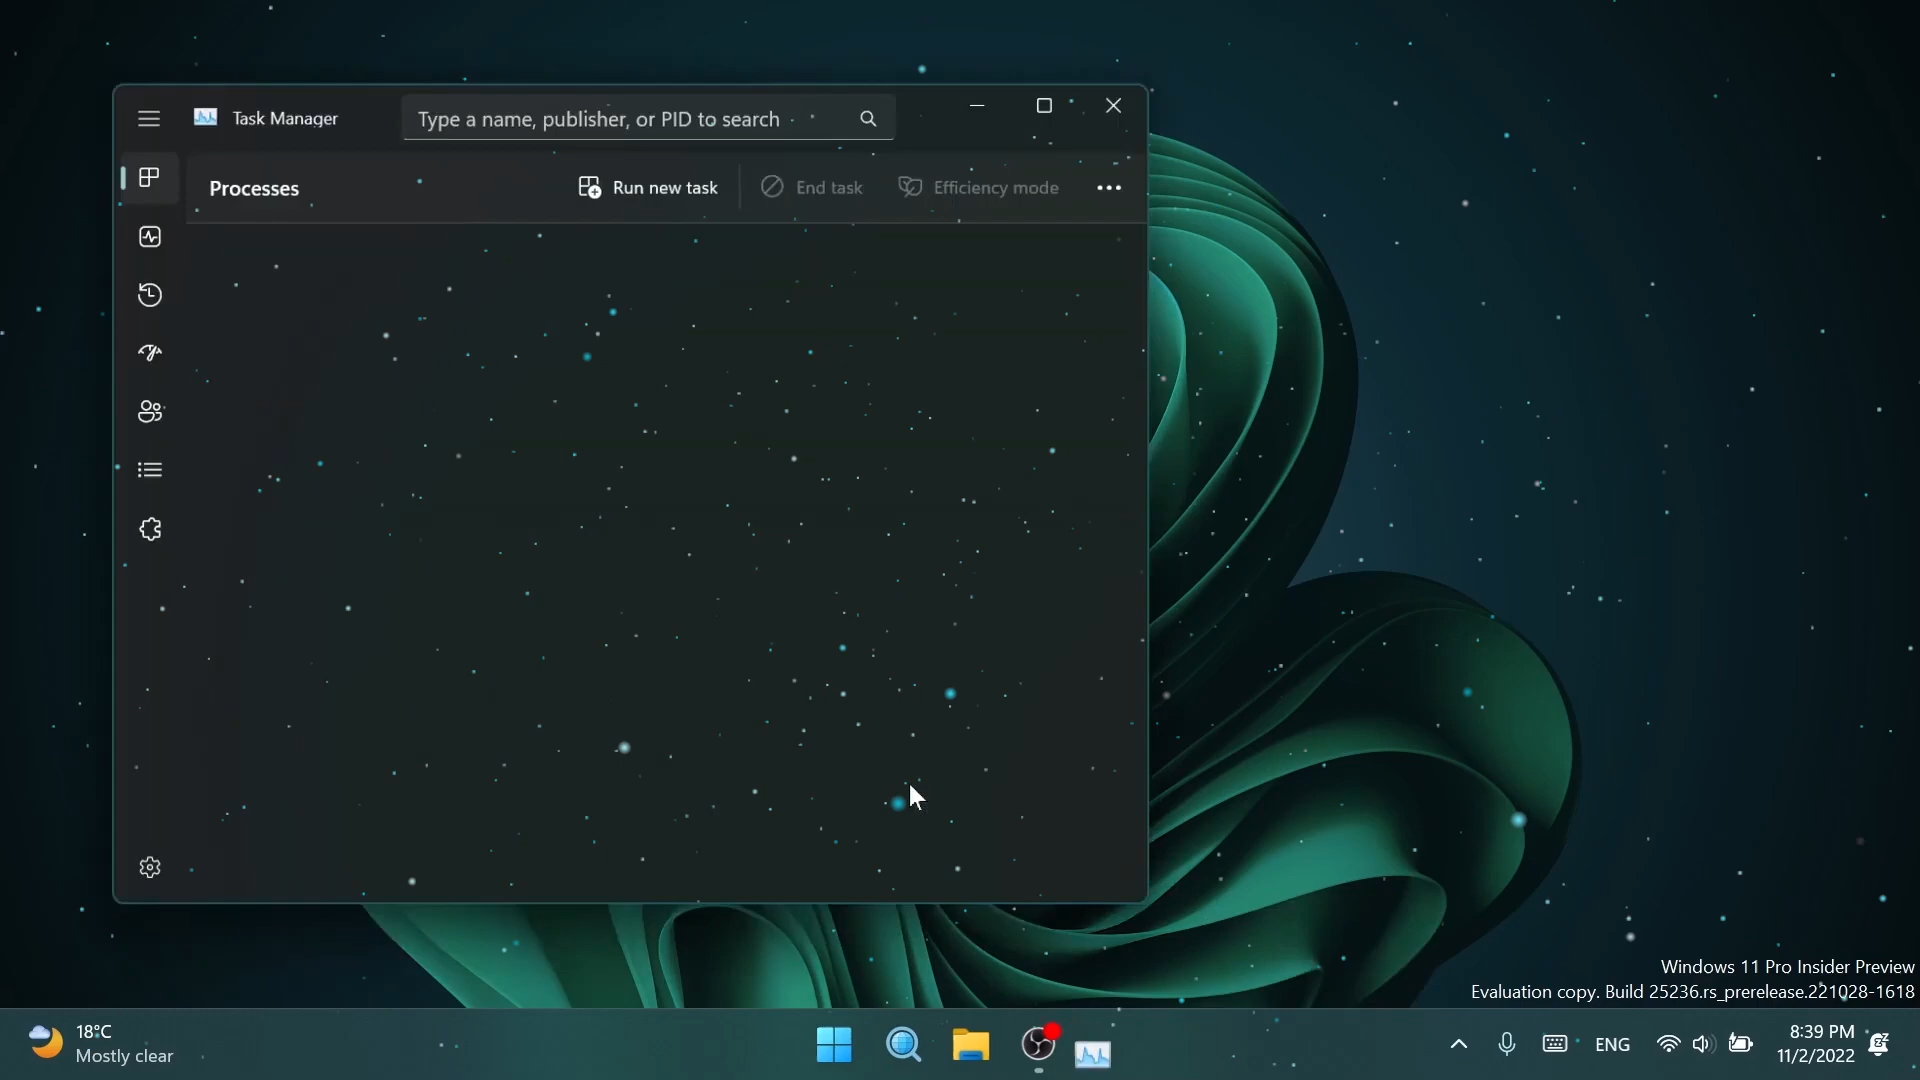 Task Manager
Type a name, publisher, or PID to search
Processes
Run new task
End task
Efficiency mode
Windows 11 Pro Insider Preview
Evaluation copy. Build 25236.rs_prerelease.221028-1618
18°C
Mostly clear
ENG
8:39 PM
11/2/2022